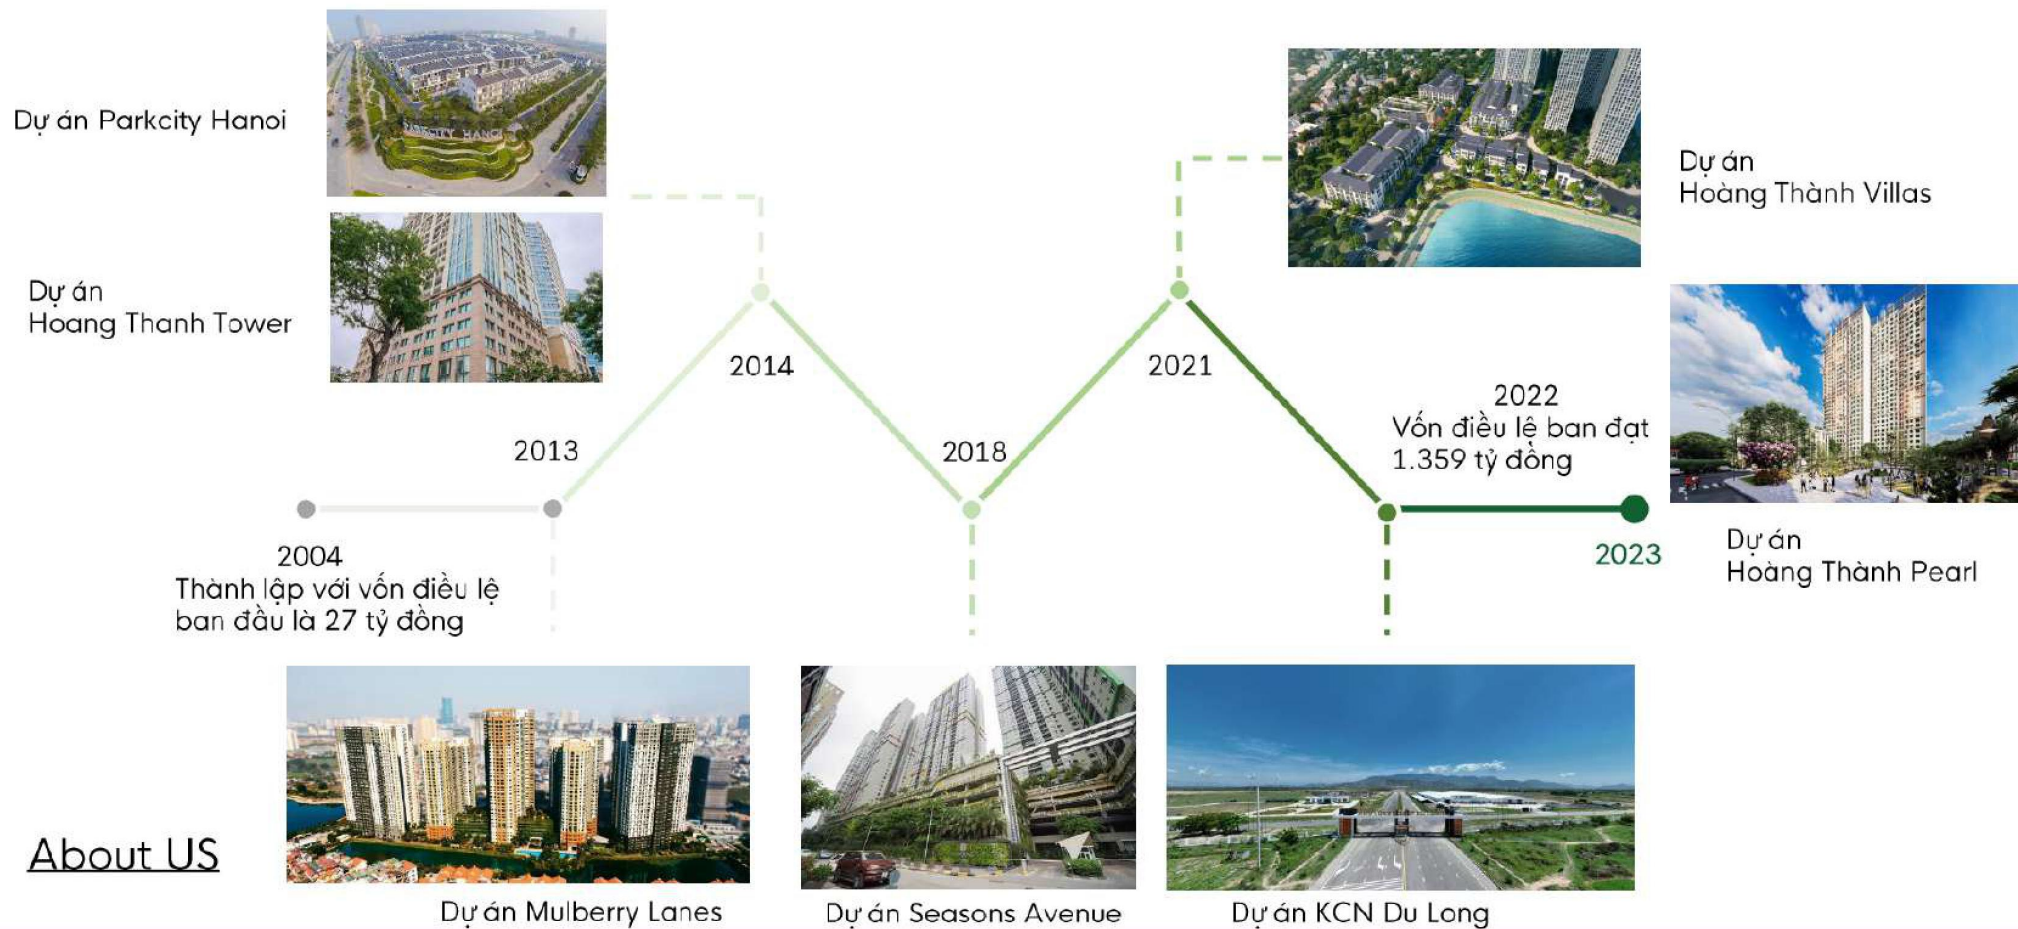 Dự án Parkcity Hanoi
PARKCITY HANOI
Dự án
Hoang Thanh Tower
2004
Thành lập với vốn điều lệ
ban đầu là 27 tỷ đồng
2013
2014
2018
2021
2022
Vốn điều lệ ban đạt
1.359 tỷ đồng
2023
Dự án
Hoàng Thành Villas
Dự án
Hoàng Thành Pearl
About US
Dự án Mulberry Lanes
Dự án Seasons Avenue
Dự án KCN Du Long